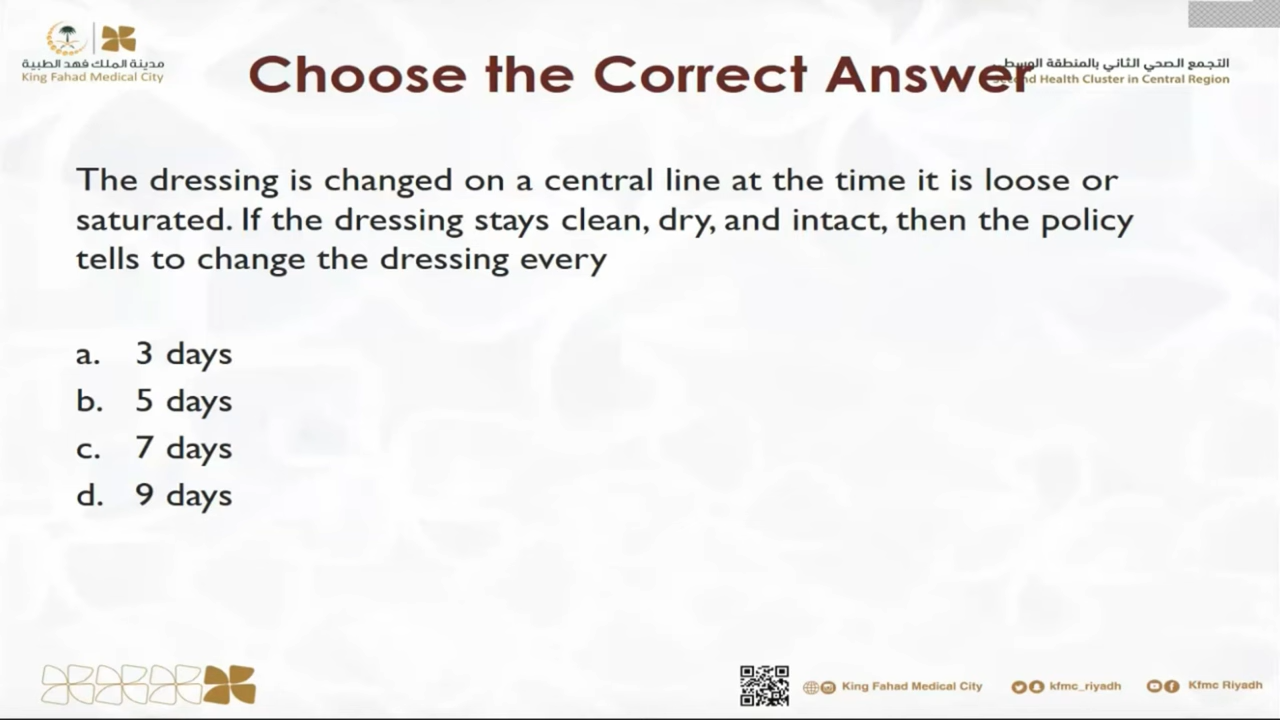 مدينة الملك فهد الطبية
King Fahad Medical City
Choose the Correct Answer
التجمع الصحي الثاني بالمنطقة الوسطى
Second Health Cluster in Central Region
The dressing is changed on a central line at the time it is loose or
saturated. If the dressing stays clean, dry, and intact, then the policy
tells to change the dressing every
a. 3 days
b. 5 days
c. 7 days
d. 9 days
King Fahad Medical City
kfmc_riyadh
Kfmc Riyadh